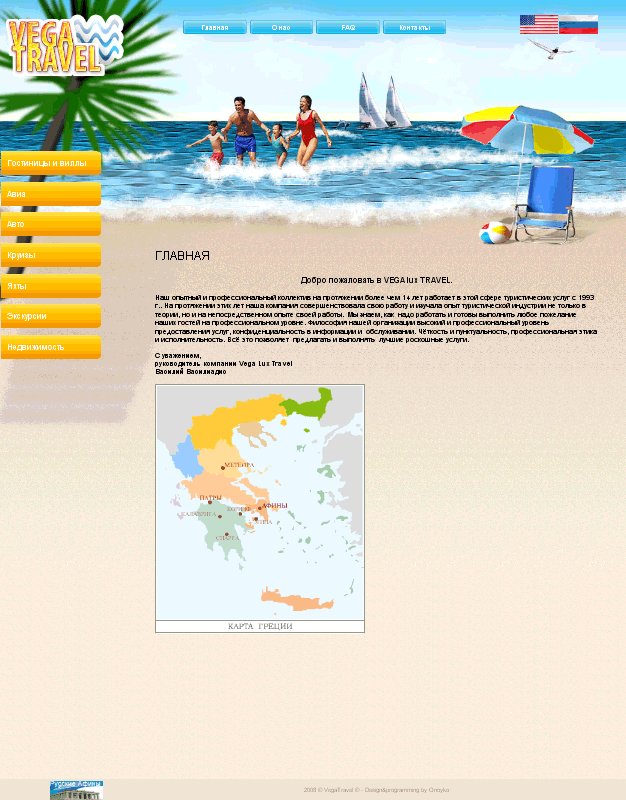 VEGA
TRAVEL
Главная
О нас
FAQ
Контакты
Гостиницы и виллы
Авиа
Авто
Круизы
Яхты
Экскурсии
Недвижимость
ГЛАВНАЯ
Добро пожаловать в VEGA lux TRAVEL.
Наш опытный и профессиональный коллектив на протяжении более чем 14 лет работает в этой сфере туристических услуг с 1993
г.. На протяжении этих лет наша компания совершенствовала свою работу и изучала опыт туристической индустрии не только в
теории, но и на непосредственном опыте своей работы. Мы знаем, как надо работать и готовы выполнить любое пожелание
наших гостей на профессиональном уровне. Философия нашей организации высокий и профессиональный уровень
предоставления услуг, конфиденциальность в информации и обслуживании. Чёткость и пунктуальность, профессиональная этика
и исполнительность. Всё это позволяет предлагать и выполнять лучшие роскошные услуги.
С уважением,
руководитель компании Vega Lux Travel
Василий Василиадис
МЕТЕОРА
ПАТРЫ
АФИНЫ
КАЛАВРИТА
СПАРТА
КАРТА ГРЕЦИИ
Русские Афины
2008 © VegaTravel © - Design&programming by